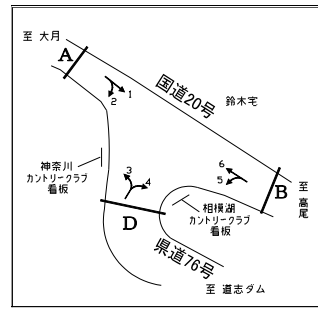 至 大月
A
1
2
国道20号
鈴木宅
神奈川
カントリークラブ
看板
3
4
6
5
B
至
高尾
D
相模湖
カントリークラブ
看板
県道76号
至 道志ダム